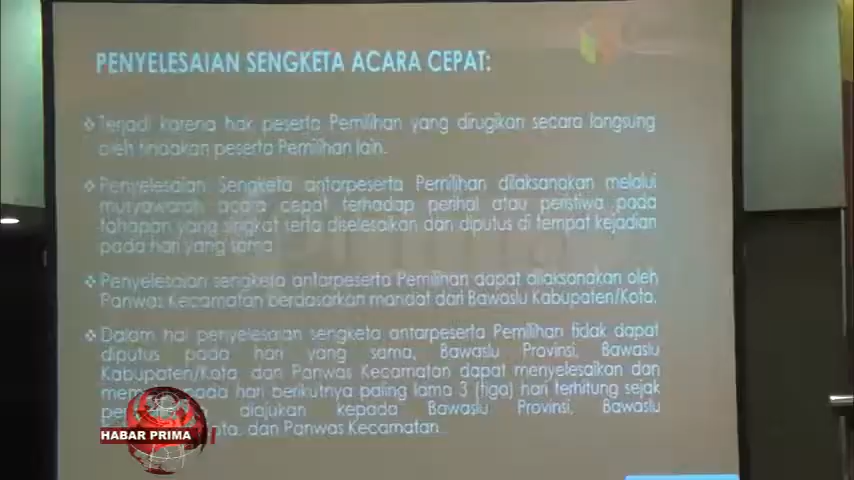 PENYELESAIAN SENGKETA ACARA CEPAT:
Terjadi karena hak peserta Pemilihan yang dirugikan secara langsung
oleh tindakan peserta Pemilihan lain.
Penyelesaian Sengketa antarpeserta Pemilihan dilaksanakan melalui
musyawarah acara cepat terhadap perihal atau peristiwa pada
tahapan yang singkat serta diselesaikan dan diputus di tempat kejadian
pada hari yang sama
Penyelesaian sengketa antarpeserta Pemilihan dapat dilaksanakan oleh
Panwas Kecamatan berdasarkan mandat dari Bawaslu Kabupaten/Kota.
Dalam hal penyelesaian sengketa antarpeserta Pemilihan tidak dapat
diputus pada hari yang sama, Bawaslu Provinsi, Bawaslu
Kabupaten/Kota, dan Panwas Kecamatan dapat menyelesaikan dan
pada hari berikutnya paling lama 3 (tiga) hari terhitung sejak
diajukan kepada Bawaslu Provinsi, Bawaslu
dan Panwas Kecamatan.
HABAR PRIMA